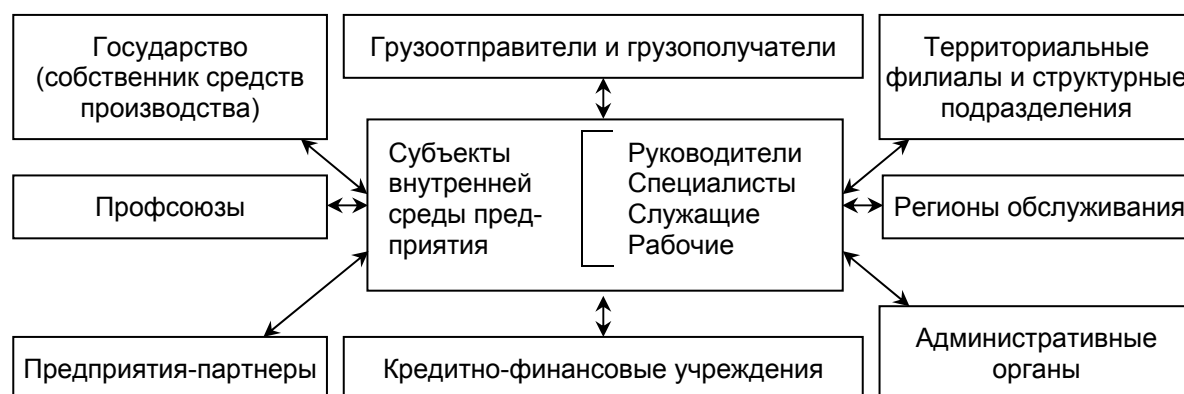 Государство
(собственник средств
производства)
Грузоотправители и грузополучатели
Территориальные
филиалы и структурные
подразделения
Субъекты
внутренней
среды пред-
приятия
Руководители
Специалисты
Служащие
Рабочие
Профсоюзы
Регионы обслуживания
Предприятия-партнеры
Кредитно-финансовые учреждения
Административные
органы